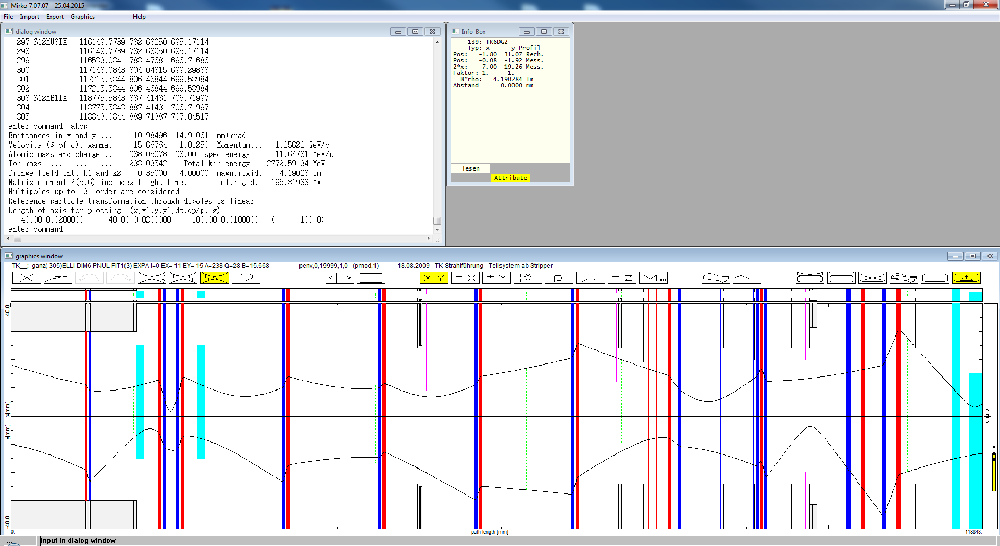 Mirko 7.07.07 - 25.04.2015
File Import Export Graphics Help
dialog window
297 S12MU3IX 116149.7739 782.68250 695.17114
298 116149.7739 782.68250 695.17114
299 116533.0841 788.47681 696.71686
300 117148.0843 804.04315 699.29883
301 117215.5844 806.46844 699.58984
302 117215.5844 806.46844 699.58984
303 S12ME1IX 118775.5843 887.41431 706.71997
304 118775.5843 887.41431 706.71997
305 118843.0844 889.71387 707.04517
enter command: akop
Emittances in x and y ...... 10.98496 14.91061 mm*mrad
Velocity (% of c), gamma.... 15.66764 1.01250 Momentum... 1.25622 GeV/c
Atomic mass and charge ..... 238.05078 28.00 spec.energy 11.64781 MeV/u
Ion mass ................... 238.03542 Total kin.energy 2772.59134 MeV
fringe field int. k1 and k2. 0.35000 4.00000 magn.rigid.. 4.19028 Tm
Matrix element R(5,6) includes flight time. el.rigid. 196.81933 MV
Multipoles up to 3. order are considered
Reference particle transformation through dipoles is linear
Length of axis for plotting: (x,x',y,y',dz,dp/p, z)
40.00 0.0200000 - 40.00 0.0200000 - 100.00 0.0100000 - ( 100.0)
enter command:
Info-Box
139: TK6DG2
Typ: x- y-Profil
Pos: -1.80 31.07 Rech.
Pos: -0.08 -1.92 Mess.
2*x: 7.00 19.26 Mess.
Faktor:-1. 1.
B*rho: 4.190284 Tm
Abstand 0.0000 mm
lesen
Attribute
graphics window
TK__: ganz( 305)ELLI DIM6 PNUL FIT1(3) EXPA i=0 EX= 11 EY= 15 A=238 Q=28 B=15.668 penv,0,19999,1,0 (pmod,1) 18.08.2009 - TK-Strahlführung - Teilsystem ab Stripper
X Y ± X ± Y X β μ ± Z M xx
40.0
x[mm]
y[mm]
-40.0
0. path length [mm] 118843.
... input in dialog window